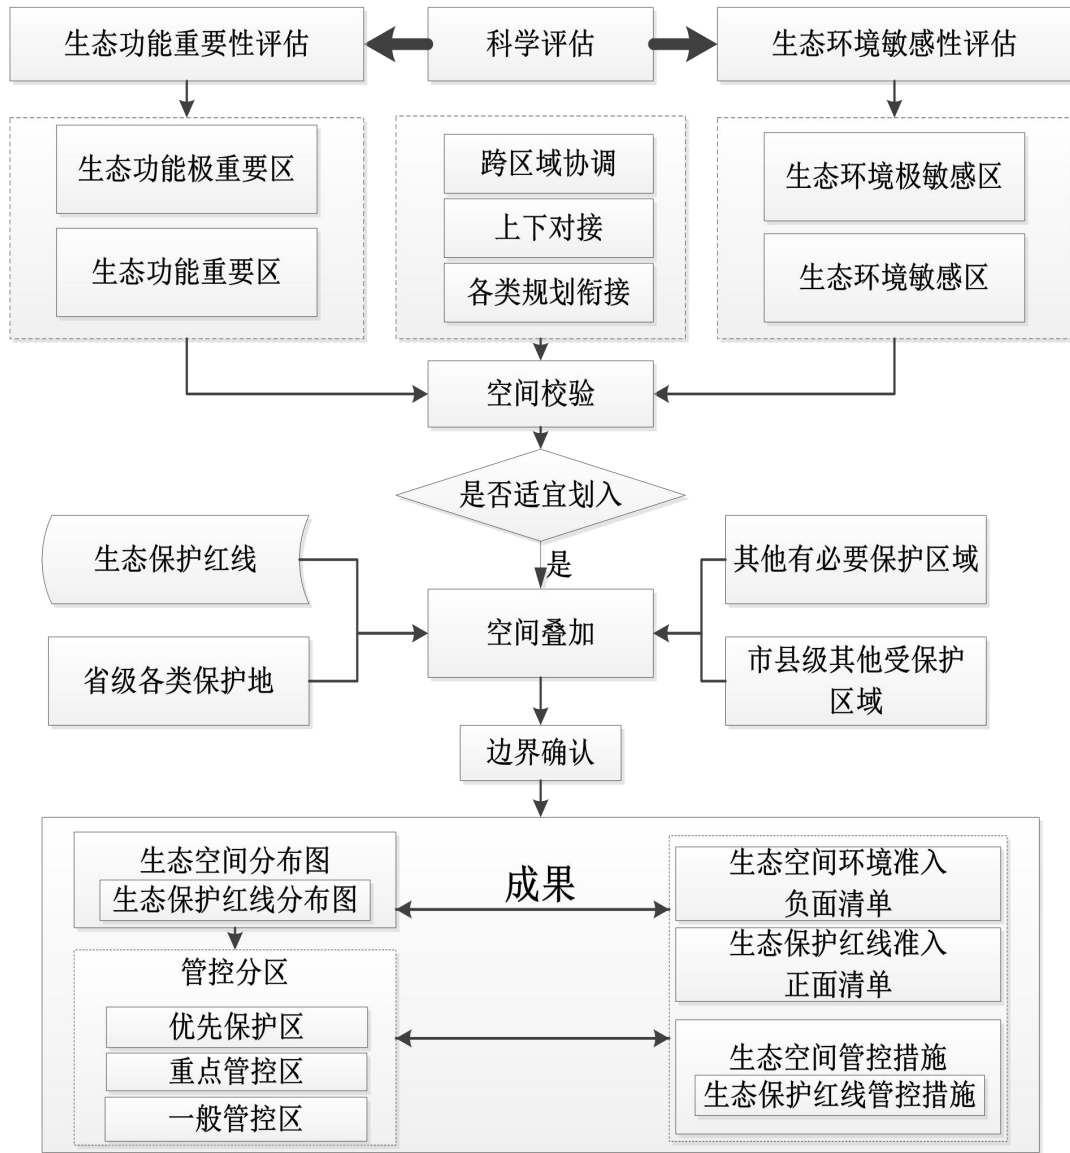 生态功能重要性评估
科学评估
生态环境敏感性评估
生态功能极重要区
生态功能重要区
跨区域协调
上下对接
各类规划衔接
生态环境极敏感区
生态环境敏感区
空间校验
是否适宜划入
是
生态保护红线
省级各类保护地
空间叠加
其他有必要保护区域
市县级其他受保护
区域
边界确认
成果
生态空间分布图
生态保护红线分布图
管控分区
优先保护区
重点管控区
一般管控区
生态空间环境准入
负面清单
生态保护红线准入
正面清单
生态空间管控措施
生态保护红线管控措施